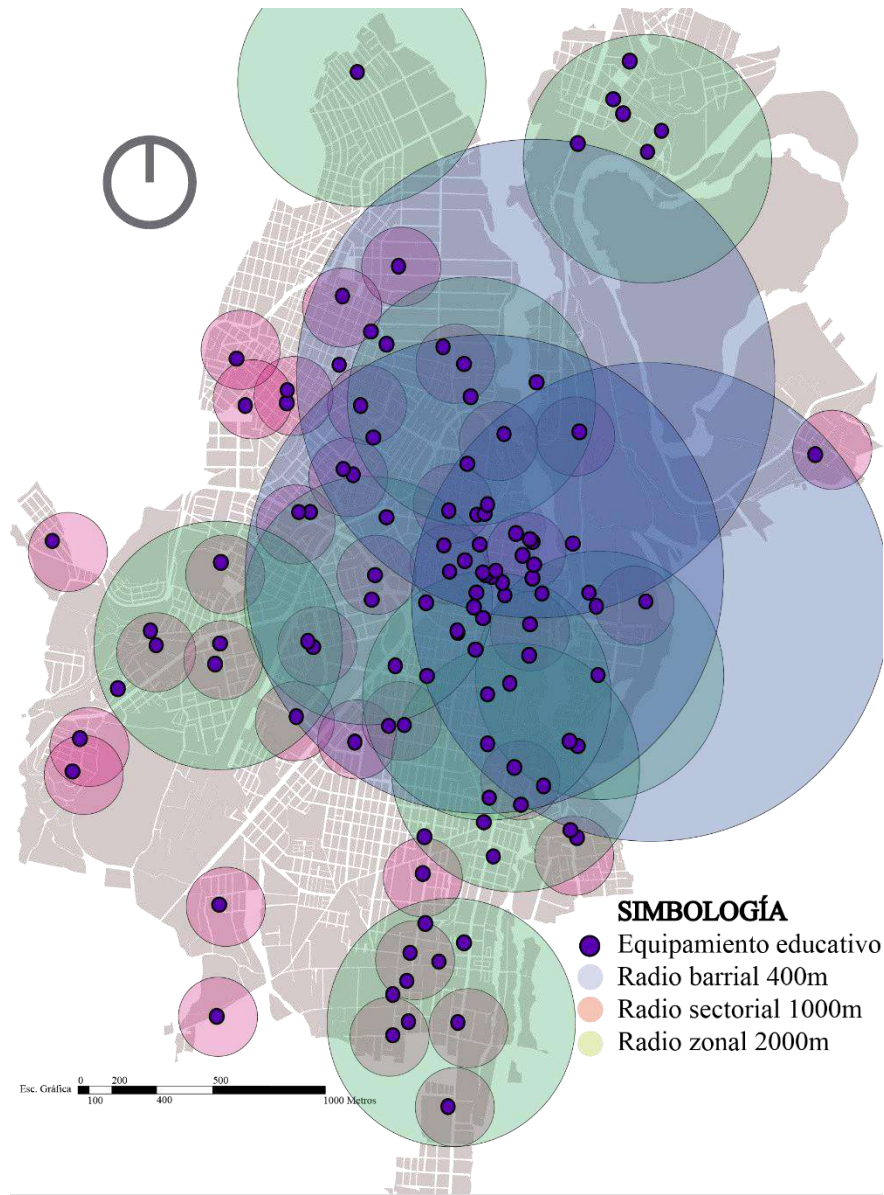 SIMBOLOGÍA
Equipamiento educativo
Radio barrial 400m
Radio sectorial 1000m
Radio zonal 2000m
0 200 500
Esc. Gráfica
100 400 1000 Metros